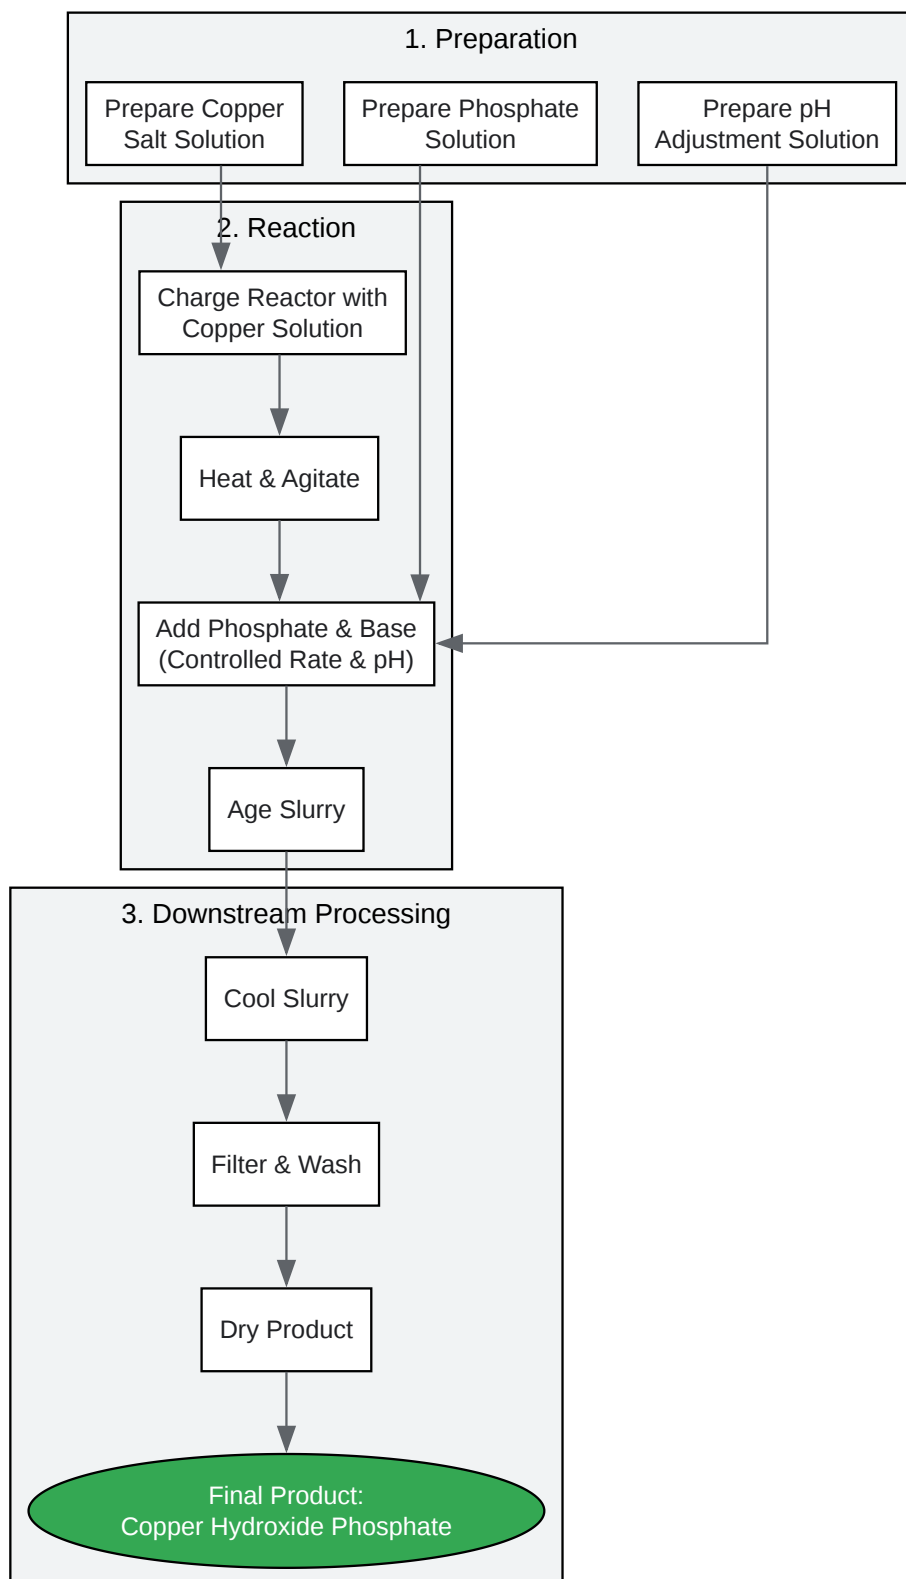 1. Preparation
Prepare Copper
Salt Solution
Prepare Phosphate
Solution
Prepare pH
Adjustment Solution
2. Reaction
Charge Reactor with
Copper Solution
Heat & Agitate
Add Phosphate & Base
(Controlled Rate & pH)
Age Slurry
3. Downstream Processing
Cool Slurry
Filter & Wash
Dry Product
Final Product:
Copper Hydroxide Phosphate